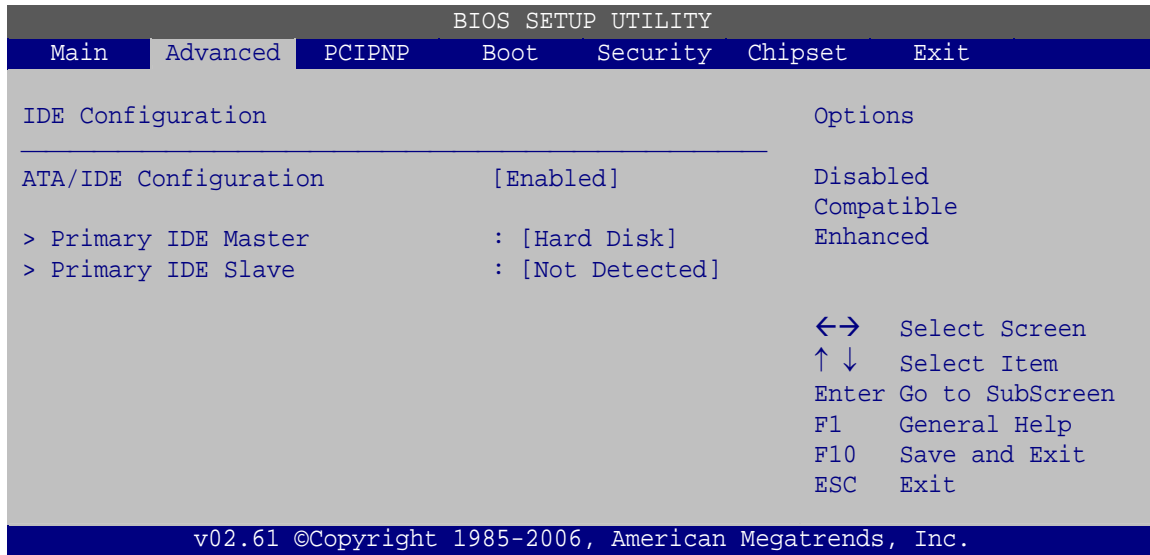 BIOS SETUP UTILITY
Main Advanced PCIPNP Boot Security Chipset Exit
IDE Configuration
ATA/IDE Configuration [Enabled]
> Primary IDE Master : [Hard Disk]
> Primary IDE Slave : [Not Detected]
Options
Disabled
Compatible
Enhanced
←→ Select Screen
↑ ↓ Select Item
Enter Go to SubScreen
F1 General Help
F10 Save and Exit
ESC Exit
v02.61 ©Copyright 1985-2006, American Megatrends, Inc.